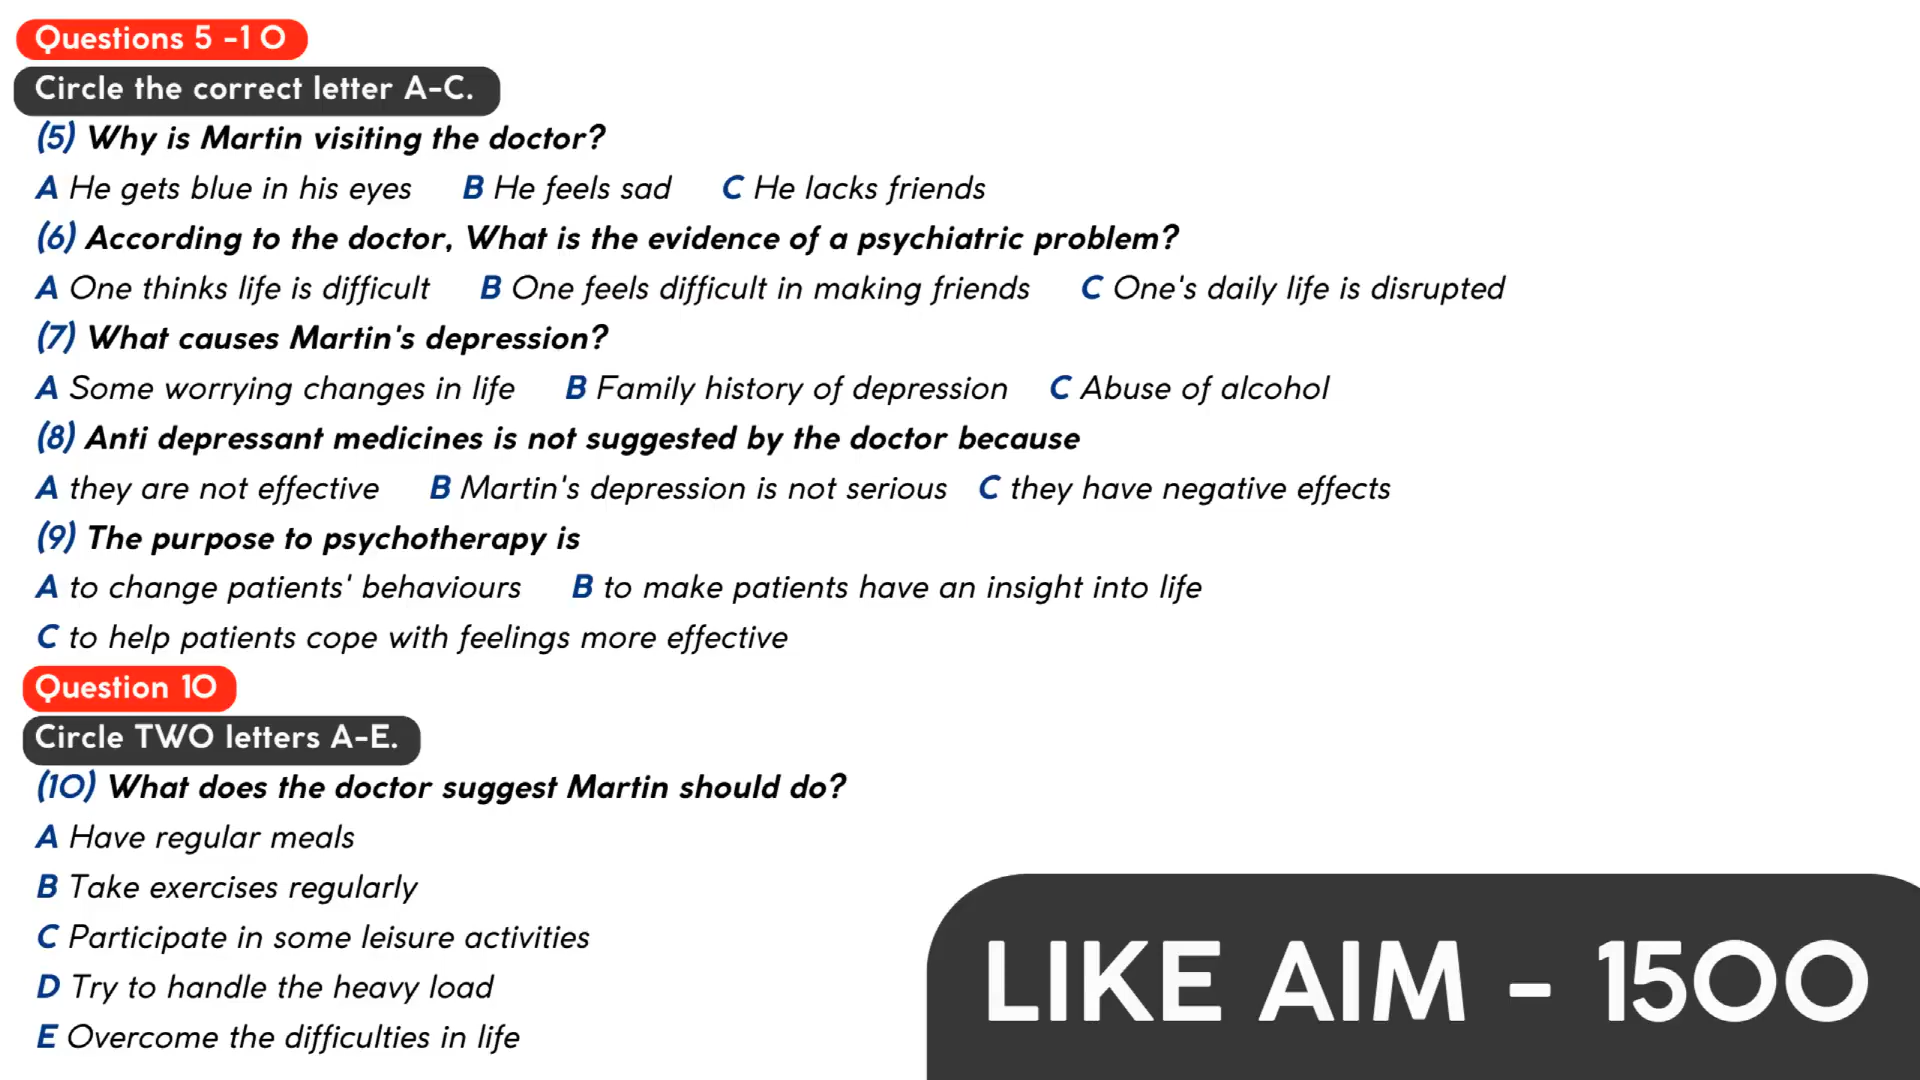 Questions 5 -1 0
Circle the correct letter A-C.
(5) Why is Martin visiting the doctor?
A He gets blue in his eyes B He feels sad C He lacks friends
(6) According to the doctor, What is the evidence of a psychiatric problem?
A One thinks life is difficult B One feels difficult in making friends C One's daily life is disrupted
(7) What causes Martin's depression?
A Some worrying changes in life B Family history of depression C Abuse of alcohol
(8) Anti depressant medicines is not suggested by the doctor because
A they are not effective B Martin's depression is not serious C they have negative effects
(9) The purpose to psychotherapy is
A to change patients' behaviours B to make patients have an insight into life
C to help patients cope with feelings more effective
Question 10
Circle TWO letters A-E.
(10) What does the doctor suggest Martin should do?
A Have regular meals
B Take exercises regularly
C Participate in some leisure activities
D Try to handle the heavy load
E Overcome the difficulties in life
LIKE AIM - 1500